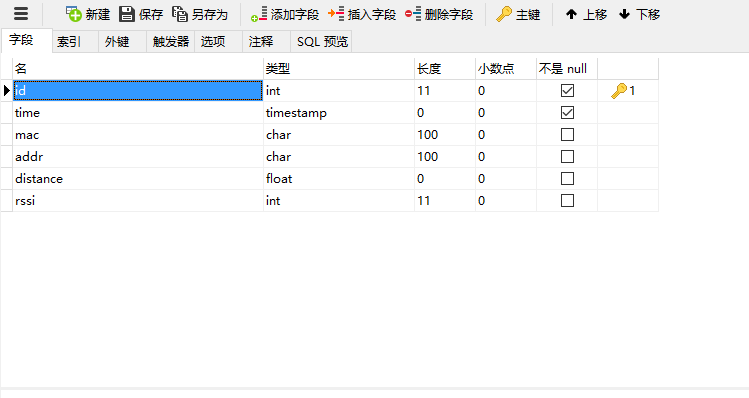 新建 保存 另存为 添加字段 插入字段 删除字段 主键 上移 下移
字段 索引 外键 触发器 选项 注释 SQL 预览
名 类型 长度 小数点 不是 null
id int 11 0 1
time timestamp 0 0
mac char 100 0
addr char 100 0
distance float 0 0
rssi int 11 0